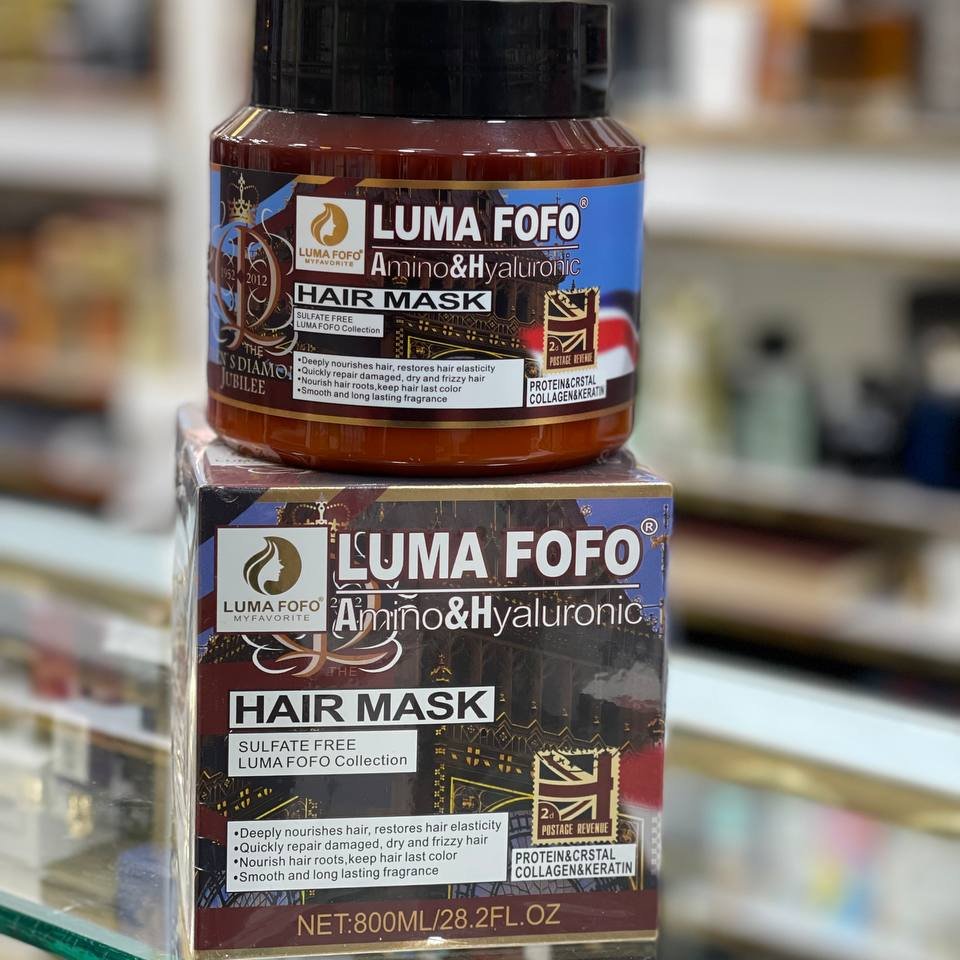 LUMA FOFO®
Amino&Hyaluronic
LUMA FOFO®
MYFAVORITE
HAIR MASK
SULFATE FREE
LUMA FOFO Collection
•Deeply nourishes hair, restores hair elasticity
•Quickly repair damaged, dry and frizzy hair
•Nourish hair roots,keep hair last color
•Smooth and long lasting fragrance
1952 2012
THE
N'S DIAMO
JUBILEE
2d
POSTAGE REVENUE
PROTEIN&CRSTAL
COLLAGEN&KERATIN
LUMA FOFO®
Amino&Hyaluronic
LUMA FOFO®
MYFAVORITE
THE
HAIR MASK
SULFATE FREE
LUMA FOFO Collection
•Deeply nourishes hair, restores hair elasticity
•Quickly repair damaged, dry and frizzy hair
•Nourish hair roots,keep hair last color
•Smooth and long lasting fragrance
2d
POSTAGE REVENUE
PROTEIN&CRSTAL
COLLAGEN&KERATIN
NET:800ML/28.2FL.OZ